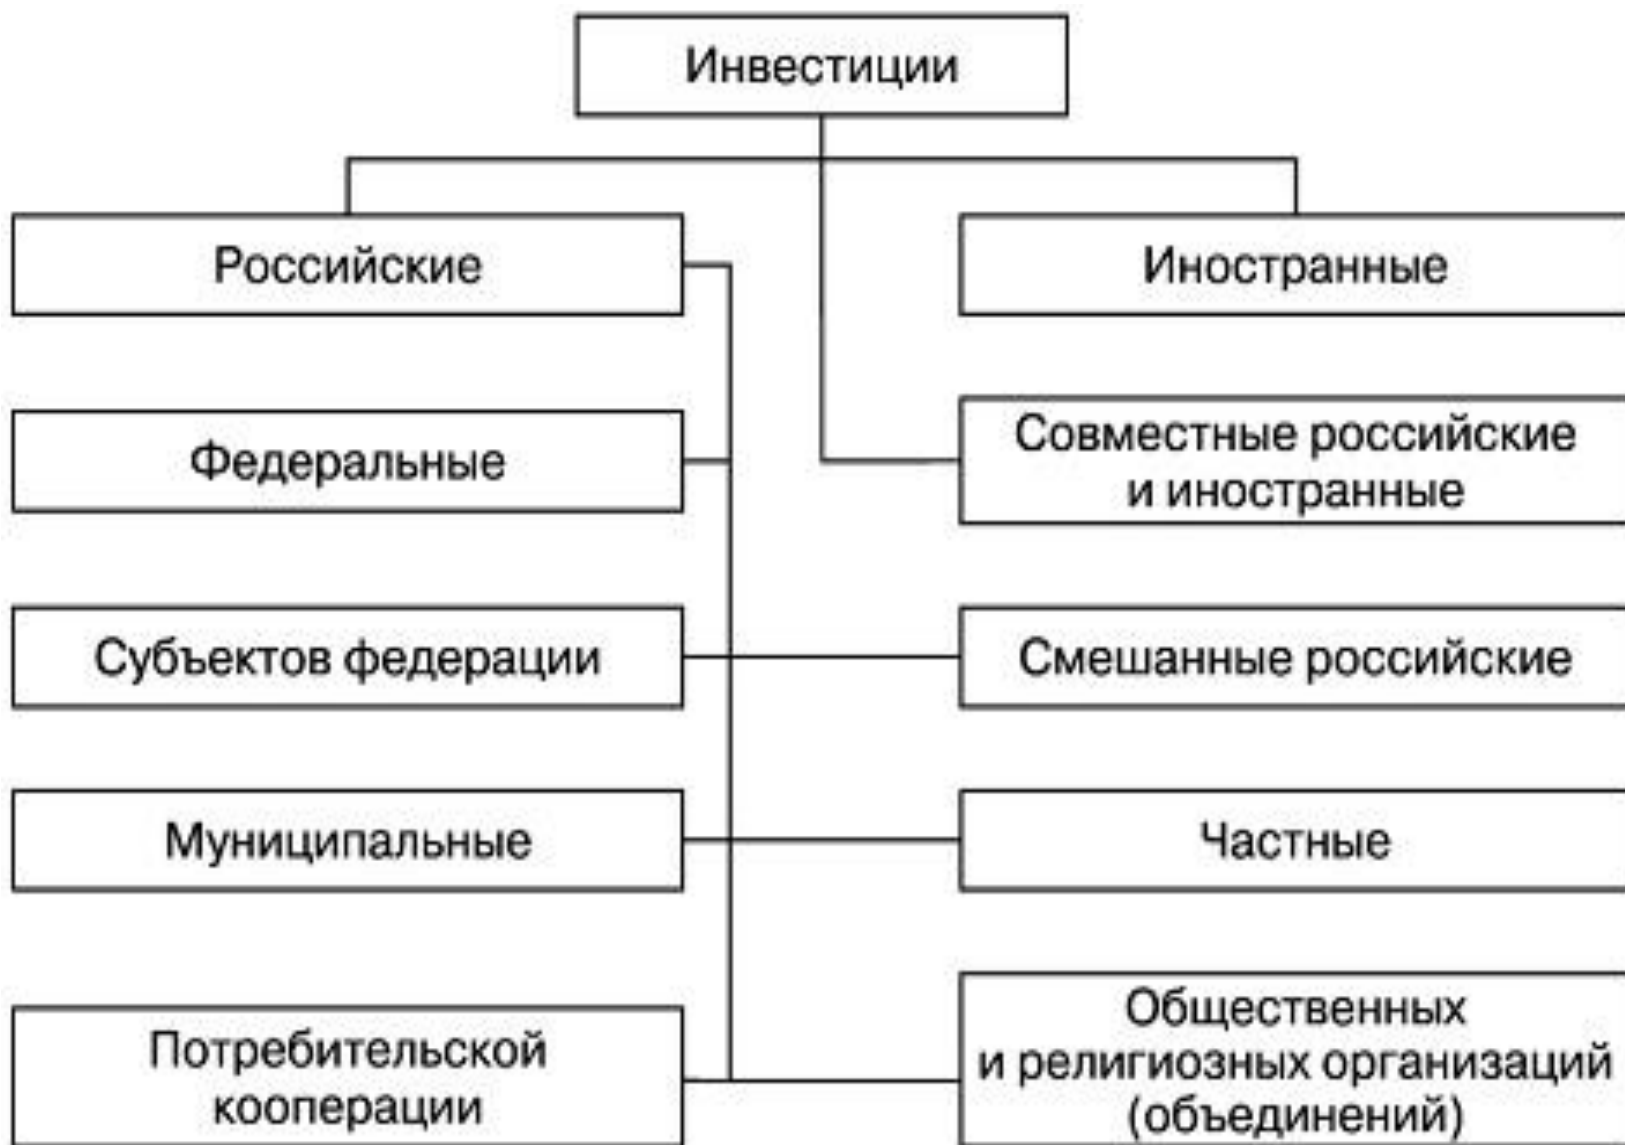 Инвестиции
Российские
Иностранные
Федеральные
Совместные российские
и иностранные
Субъектов федерации
Смешанные российские
Муниципальные
Частные
Потребительской
кооперации
Общественных
и религиозных организаций
(объединений)